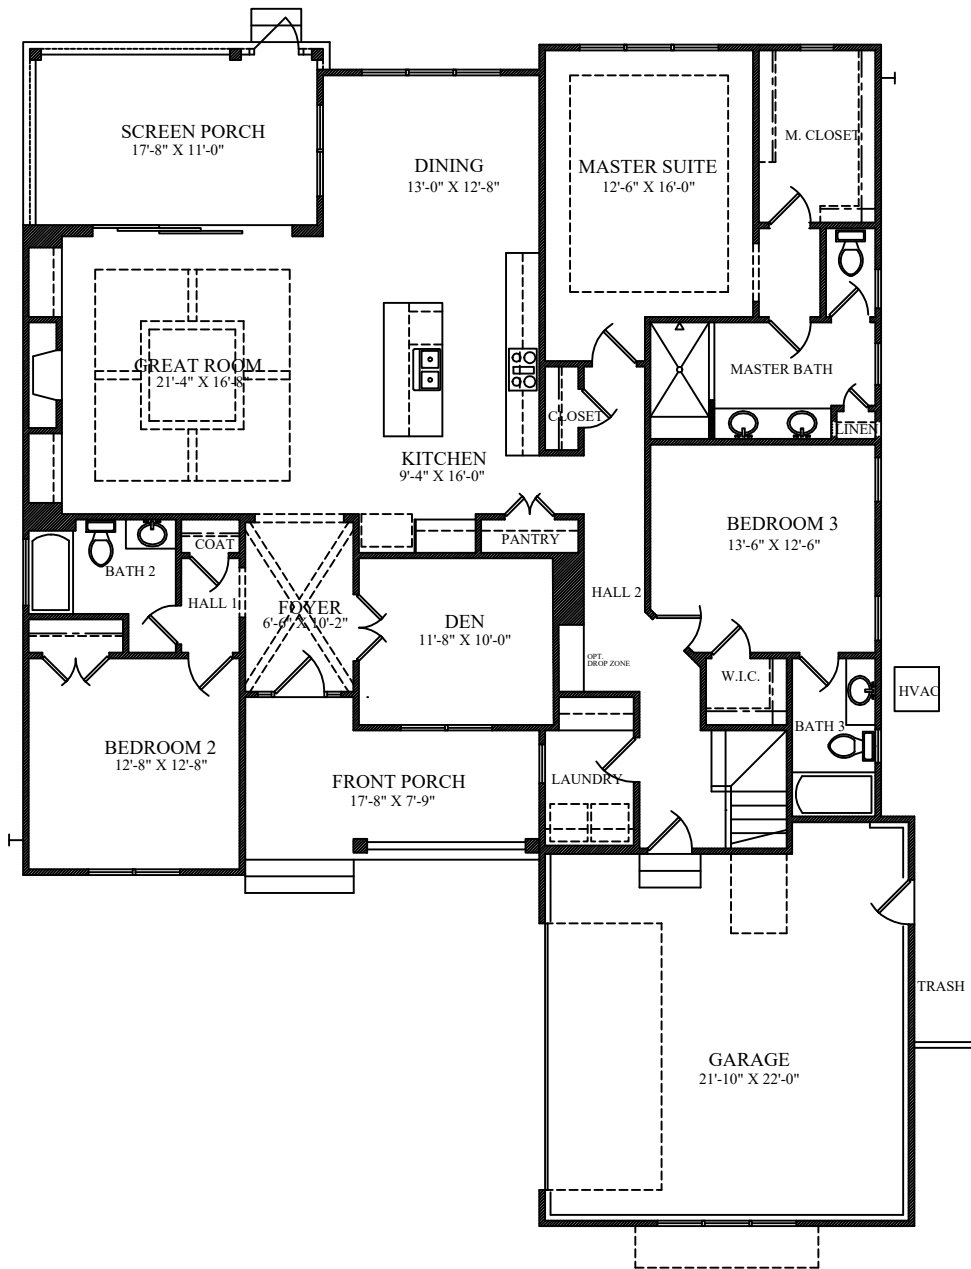 SCREEN PORCH
17'-8" X 11'-0"
DINING
13'-0" X 12'-8"
MASTER SUITE
12'-6" X 16'-0"
M. CLOSET
GREAT ROOM
21'-4" X 16'-8"
MASTER BATH
CLOSET
LINEN
KITCHEN
9'-4" X 16'-0"
BEDROOM 3
13'-6" X 12'-6"
COAT
PANTRY
BATH 2
HALL 1
FOYER
6'-6" X 10'-2"
DEN
11'-8" X 10'-0"
HALL 2
OPT.
DROP ZONE
W.I.C.
HVAC
BATH 3
BEDROOM 2
12'-8" X 12'-8"
FRONT PORCH
17'-8" X 7'-9"
LAUNDRY
TRASH
GARAGE
21'-10" X 22'-0"